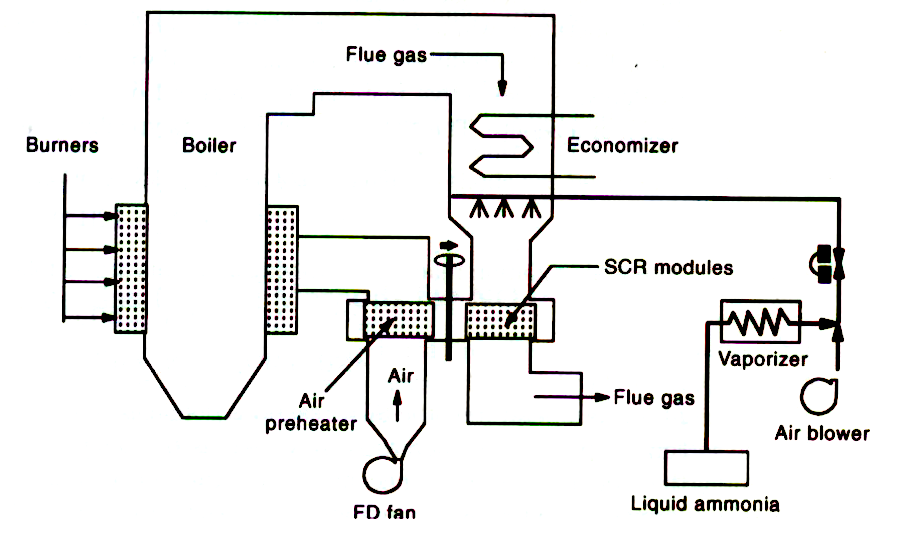 Flue gas
Burners
Boiler
Economizer
SCR modules
Vaporizer
Air
Air
preheater
Flue gas
Air blower
Liquid ammonia
FD fan